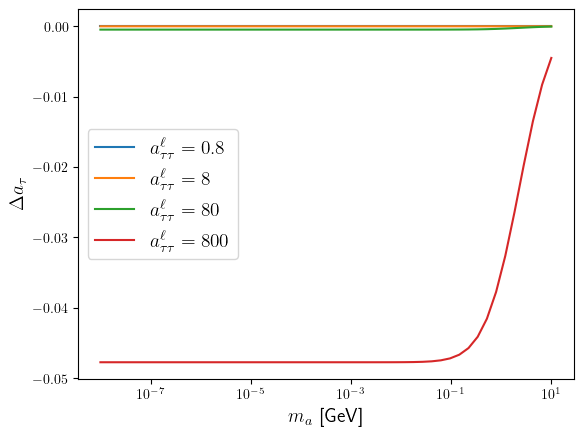 0.00
−0.01
−0.02
−0.03
−0.04
−0.05
Δa_τ
a^ℓ_ττ = 0.8
a^ℓ_ττ = 8
a^ℓ_ττ = 80
a^ℓ_ττ = 800
10^−7
10^−5
10^−3
10^−1
10^1
m_a [GeV]